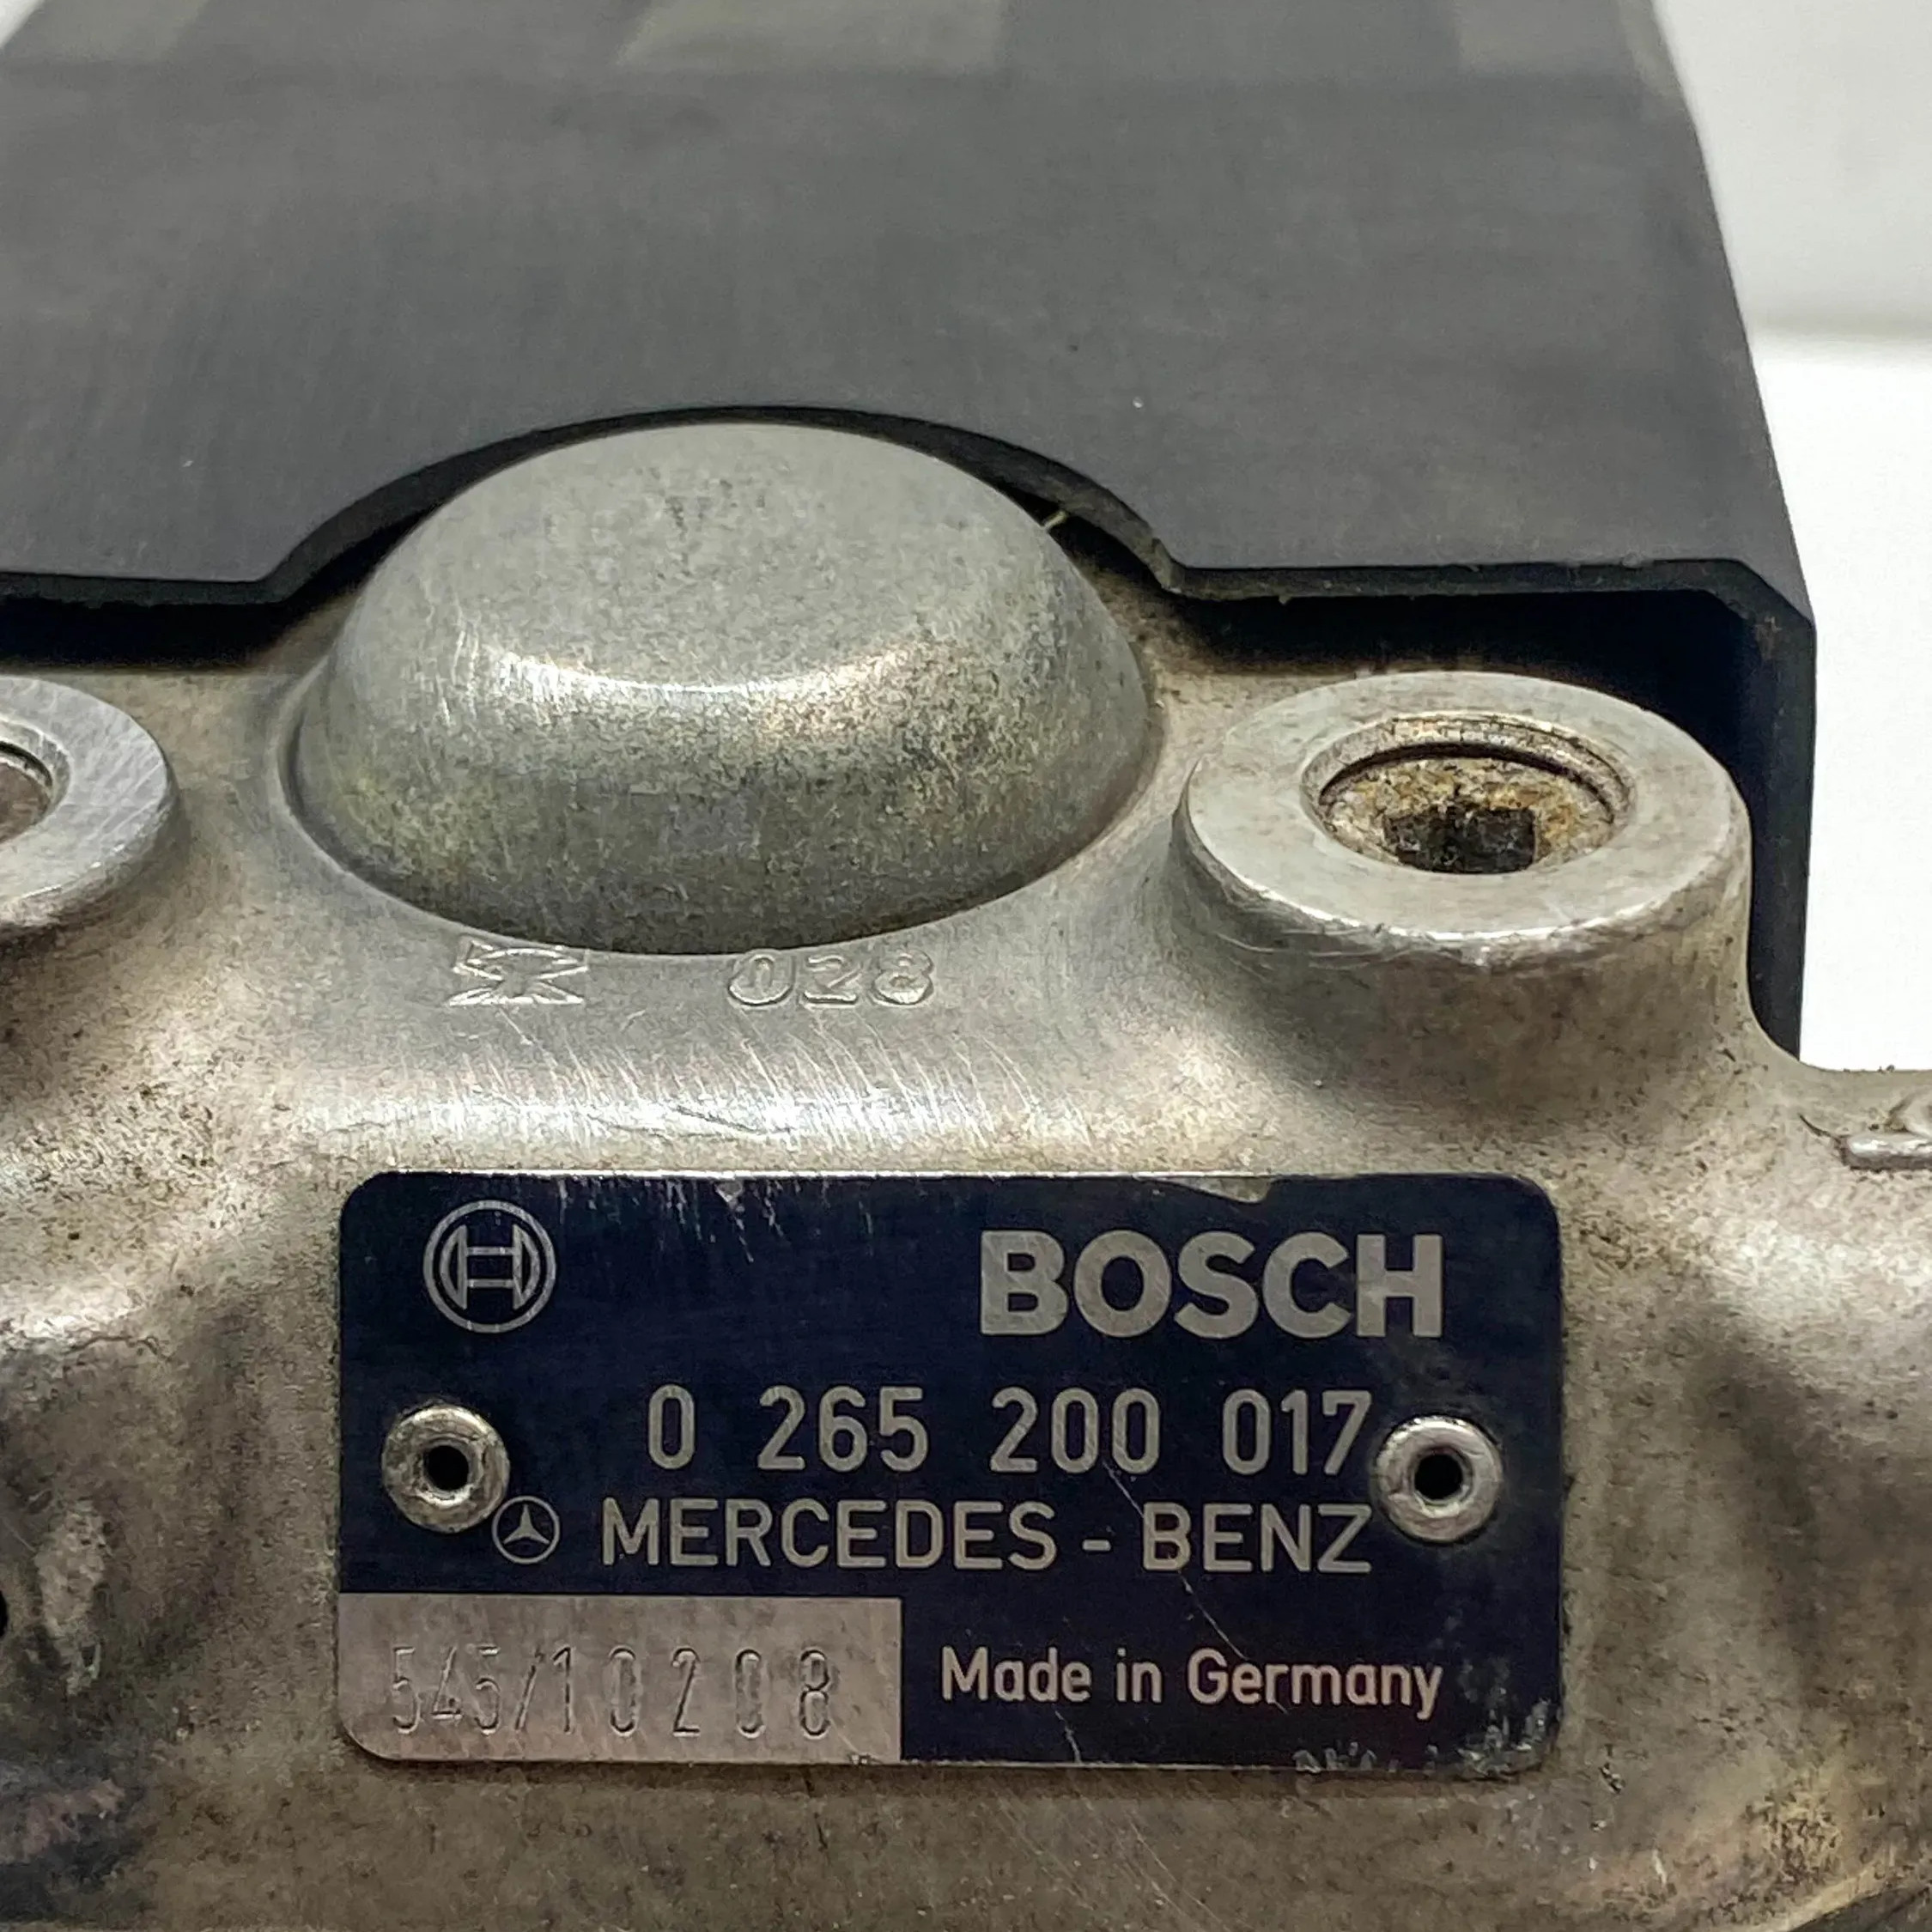 028
BOSCH
0 265 200 017
MERCEDES - BENZ
545/10208
Made in Germany